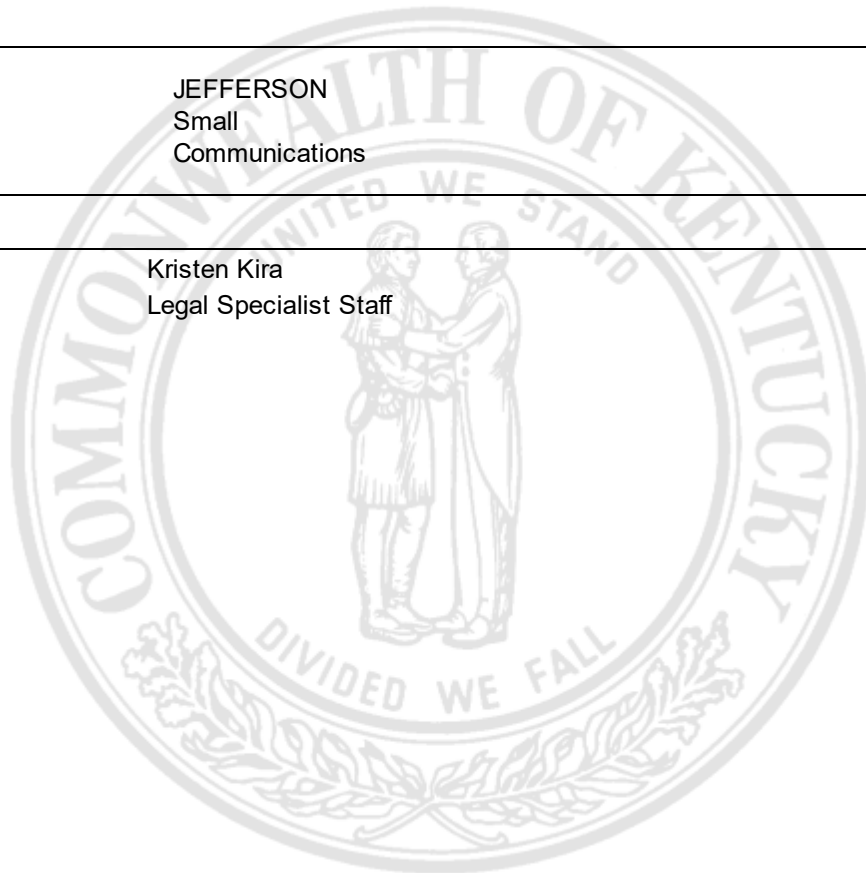 JEFFERSON
Small
Communications
Kristen Kira
Legal Specialist Staff
COMMONWEALTH OF KENTUCKY
UNITED WE STAND
DIVIDED WE FALL